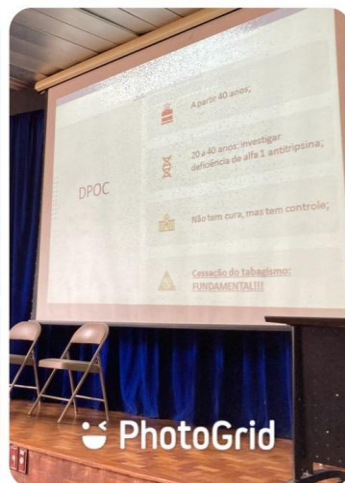 DPOC
A partir 40 anos;
20 a 40 anos: investigar
deficiência de alfa 1 antitripsina;
Não tem cura, mas tem controle;
Cessação do tabagismo:
FUNDAMENTAL!!!
PhotoGrid